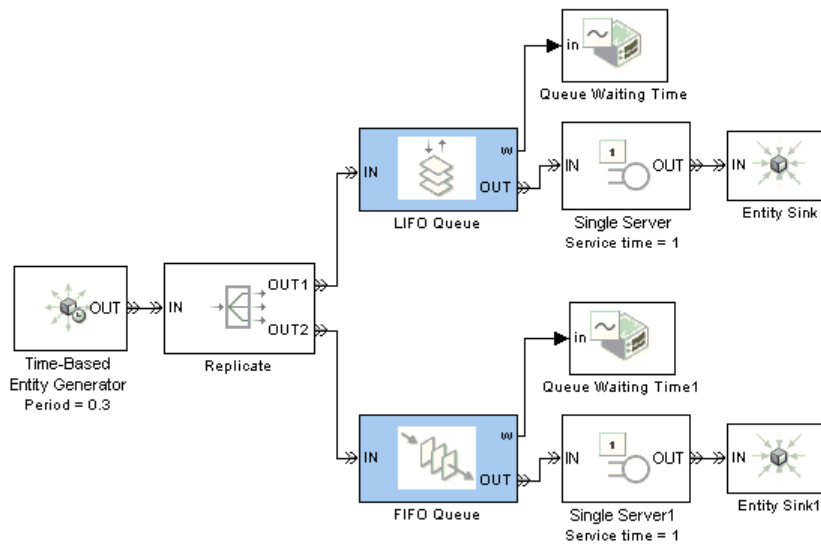 in
Queue Waiting Time
w
IN
OUT
LIFO Queue
IN
1
OUT
Single Server
Service time = 1
IN
Entity Sink
OUT
Time-Based
Entity Generator
Period = 0.3
IN
OUT1
OUT2
Replicate
in
Queue Waiting Time1
w
IN
OUT
FIFO Queue
IN
1
OUT
Single Server1
Service time = 1
IN
Entity Sink1